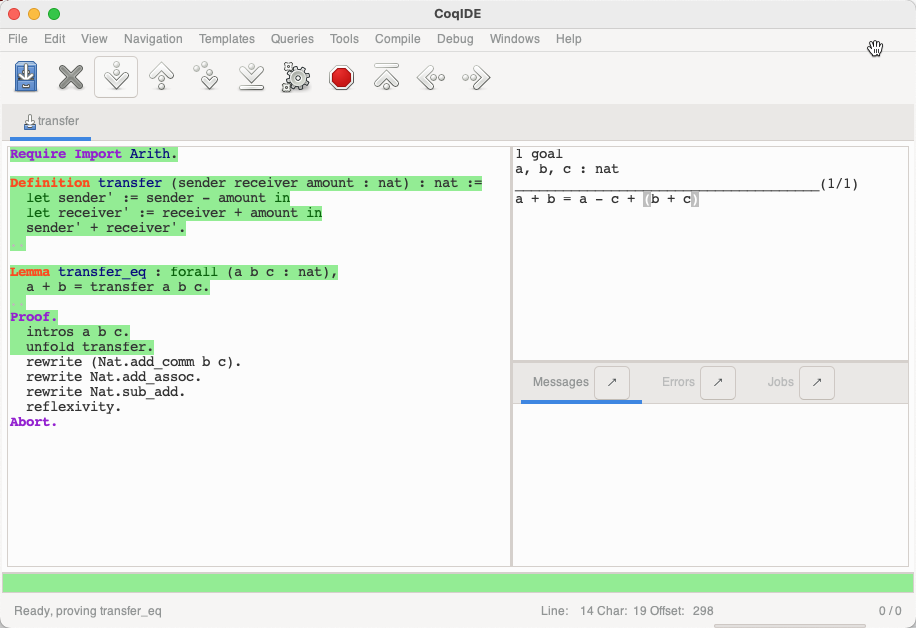 CoqIDE
File Edit View Navigation Templates Queries Tools Compile Debug Windows Help
transfer
Require Import Arith.
Definition transfer (sender receiver amount : nat) : nat :=
let sender' := sender - amount in
let receiver' := receiver + amount in
sender' + receiver'.
Lemma transfer_eq : forall (a b c : nat),
a + b = transfer a b c.
Proof.
intros a b c.
unfold transfer.
rewrite (Nat.add_comm b c).
rewrite Nat.add_assoc.
rewrite Nat.sub_add.
reflexivity.
Abort.
1 goal
a, b, c : nat
______________________________________(1/1)
a + b = a - c + (b + c)
Messages Errors Jobs
Ready, proving transfer_eq
Line: 14 Char: 19 Offset: 298
0 / 0